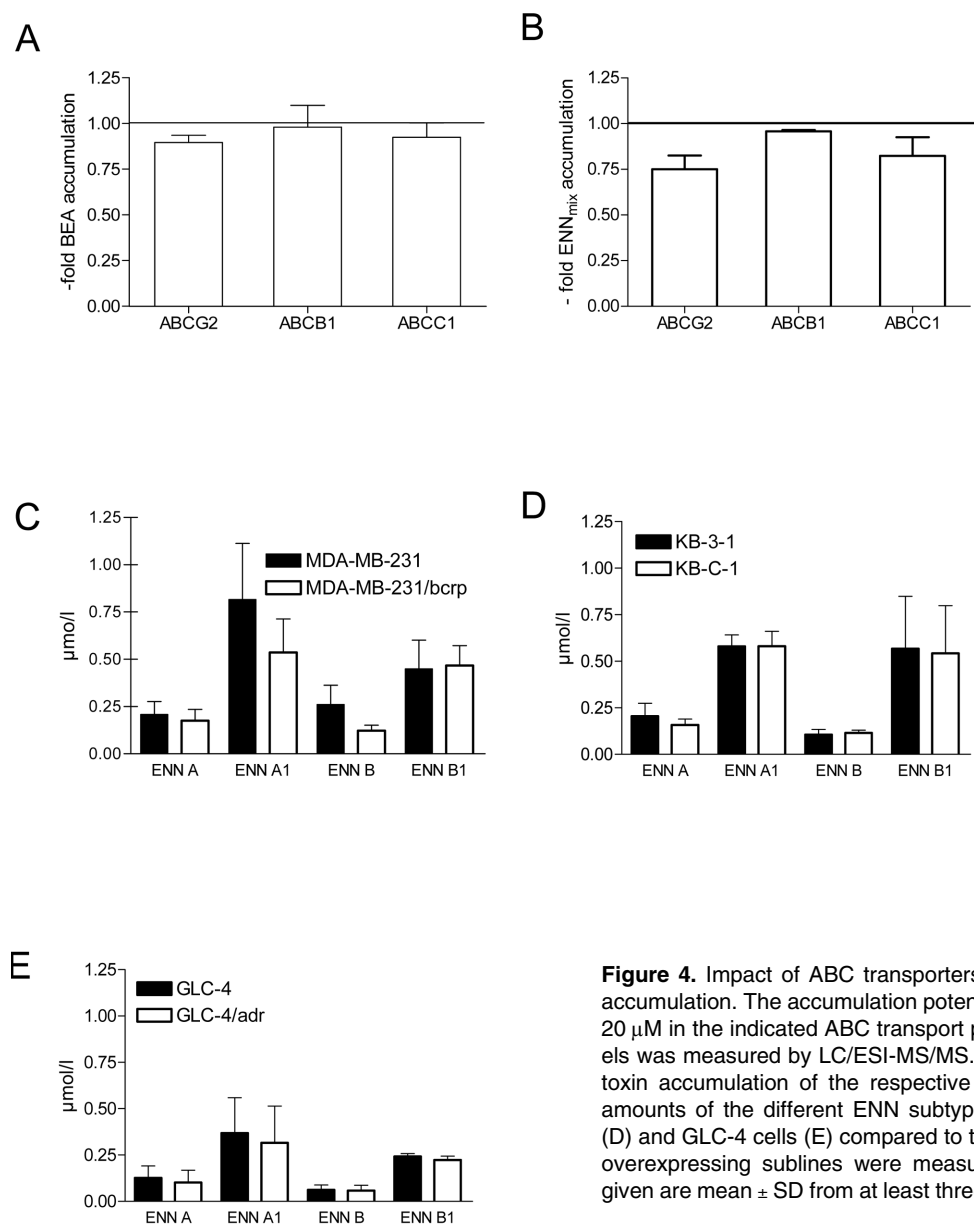 A
1.25
1.00
0.75
0.50
0.25
0.00
-fold BEA accumulation
ABCG2 ABCB1 ABCC1
B
1.25
1.00
0.75
0.50
0.25
0.00
- fold ENNmix accumulation
ABCG2 ABCB1 ABCC1
C
1.25
1.00
0.75
0.50
0.25
0.00
µmo/l
MDA-MB-231
MDA-MB-231/bcrp
ENN A ENN A1 ENN B ENN B1
D
1.25
1.00
0.75
0.50
0.25
0.00
µmol/l
KB-3-1
KB-C-1
ENN A ENN A1 ENN B ENN B1
E
1.25
1.00
0.75
0.50
0.25
0.00
µmol/l
GLC-4
GLC-4/adr
ENN A ENN A1 ENN B ENN B1
Figure 4. Impact of ABC transporters
accumulation. The accumulation poten
20 µM in the indicated ABC transport p
els was measured by LC/ESI-MS/MS.
toxin accumulation of the respective
amounts of the different ENN subtyp
(D) and GLC-4 cells (E) compared to t
overexpressing sublines were measu
given are mean ± SD from at least thre